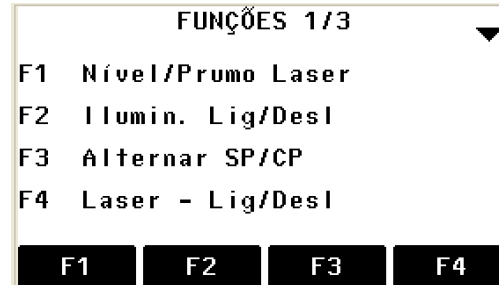 FUNÇÕES 1/3
F1 Nível/Prumo Laser
F2 Ilumin. Lig/Desl
F3 Alternar SP/CP
F4 Laser - Lig/Desl
F1 F2 F3 F4